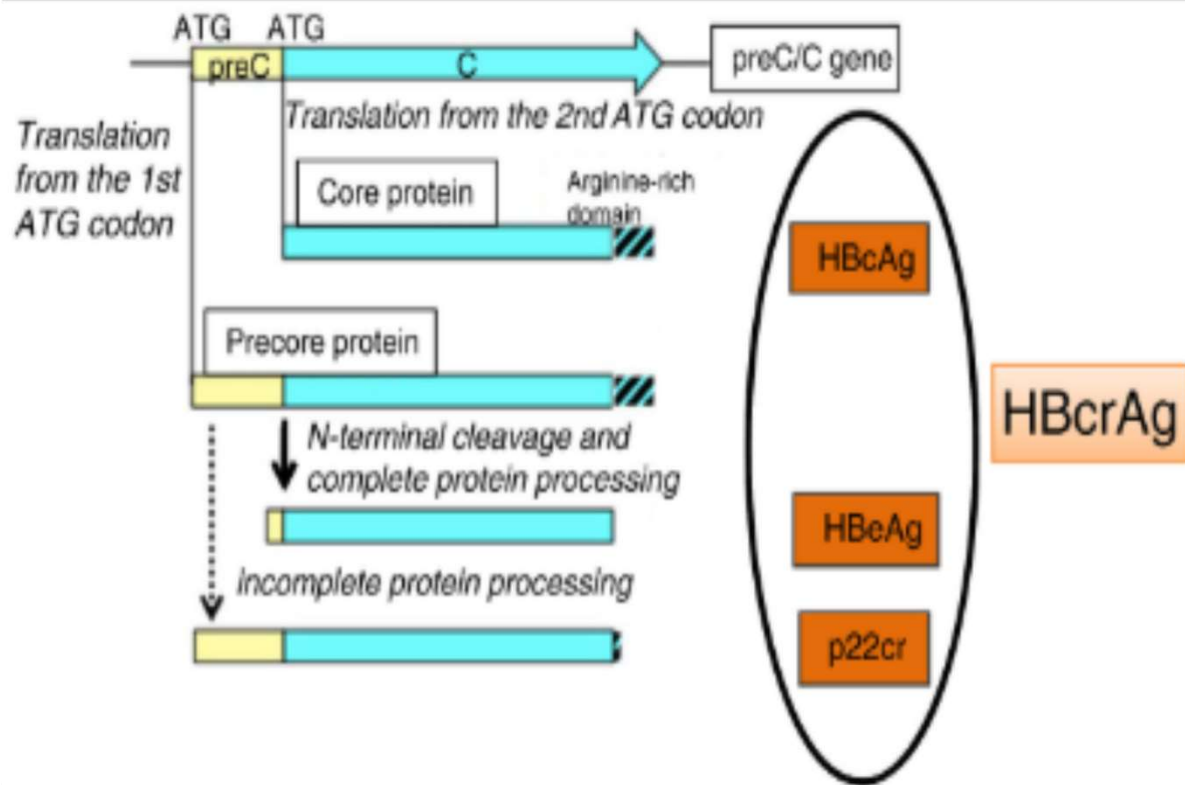 ATG ATG
preC C
preC/C gene
Translation
from the 1st
ATG codon
Translation from the 2nd ATG codon
Core protein
Arginine-rich
domain
HBcAg
Precore protein
HBcrAg
N-terminal cleavage and
complete protein processing
HBeAg
incomplete protein processing
p22cr